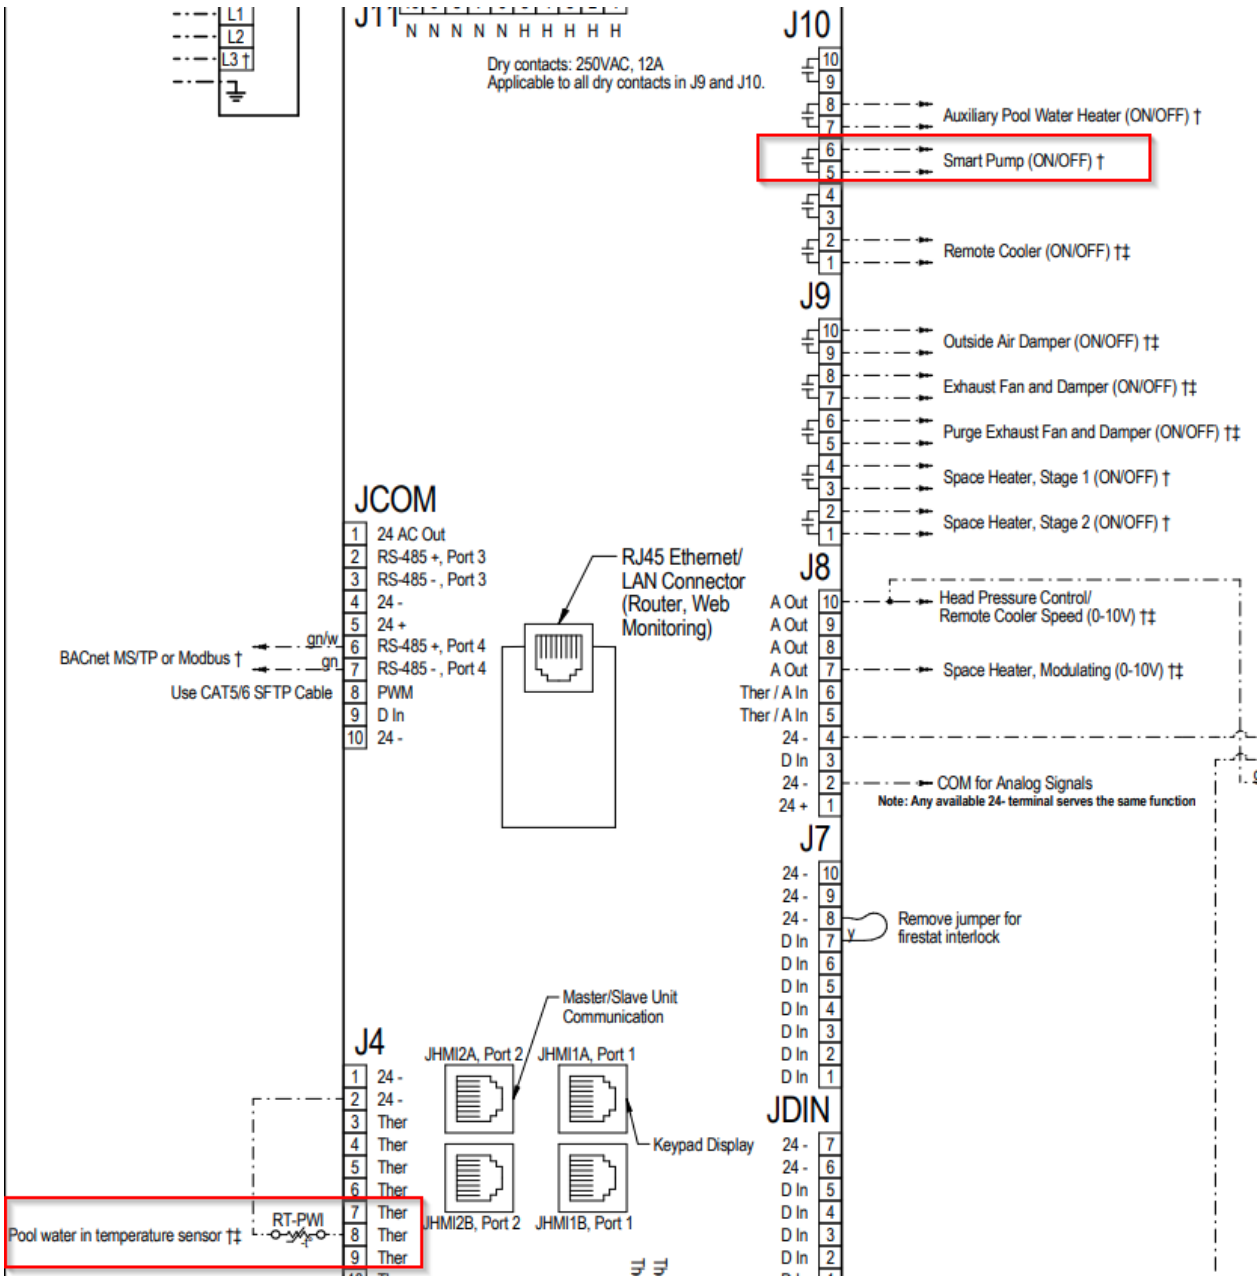 L1
L2
L3 †
J11
N N N N N H H H H H
Dry contacts: 250VAC, 12A
Applicable to all dry contacts in J9 and J10.
J10
10
9
8
7
Auxiliary Pool Water Heater (ON/OFF) †
6
5
Smart Pump (ON/OFF) †
4
3
2
1
Remote Cooler (ON/OFF) †‡
J9
10
9
Outside Air Damper (ON/OFF) †‡
8
7
Exhaust Fan and Damper (ON/OFF) †‡
6
5
Purge Exhaust Fan and Damper (ON/OFF) †‡
4
3
Space Heater, Stage 1 (ON/OFF) †
2
1
Space Heater, Stage 2 (ON/OFF) †
JCOM
1 24 AC Out
2 RS-485 +, Port 3
3 RS-485 - , Port 3
4 24 -
5 24 +
gn/w 6 RS-485 +, Port 4
gn 7 RS-485 - , Port 4
8 PWM
9 D In
10 24 -
BACnet MS/TP or Modbus †
Use CAT5/6 SFTP Cable
RJ45 Ethernet/
LAN Connector
(Router, Web
Monitoring)
J8
A Out 10
Head Pressure Control/
Remote Cooler Speed (0-10V) †‡
A Out 9
A Out 8
A Out 7
Space Heater, Modulating (0-10V) †‡
Ther / A In 6
Ther / A In 5
24 - 4
D In 3
24 - 2
COM for Analog Signals
Note: Any available 24- terminal serves the same function
24 + 1
J7
24 - 10
24 - 9
24 - 8
D In 7
y
Remove jumper for
firestat interlock
D In 6
D In 5
D In 4
D In 3
D In 2
D In 1
Master/Slave Unit
Communication
J4
JHMI2A, Port 2
JHMI1A, Port 1
1 24 -
2 24 -
3 Ther
4 Ther
5 Ther
6 Ther
7 Ther
8 Ther
9 Ther
Keypad Display
JHMI2B, Port 2
JHMI1B, Port 1
RT-PWI
Pool water in temperature sensor †‡
JDIN
24 - 7
24 - 6
D In 5
D In 4
D In 3
D In 2